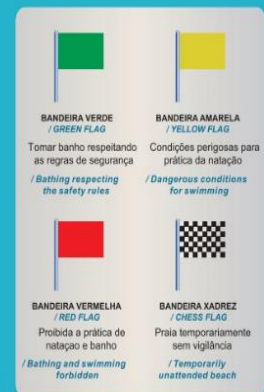 BANDEIRA VERDE
/ GREEN FLAG
Tomar banho respeitando
as regras de segurança
/ Bathing respecting
the safety rules
BANDEIRA AMARELA
/ YELLOW FLAG
Condições perigosas para
prática da natação
/ Dangerous conditions
for swimming
BANDEIRA VERMELHA
/ RED FLAG
Proibida a prática de
nataçao e banho
/ Bathing and swimming
forbidden
BANDEIRA XADREZ
/ CHESS FLAG
Praia temporariamente
sem vigilância
/ Temporarily
unattended beach